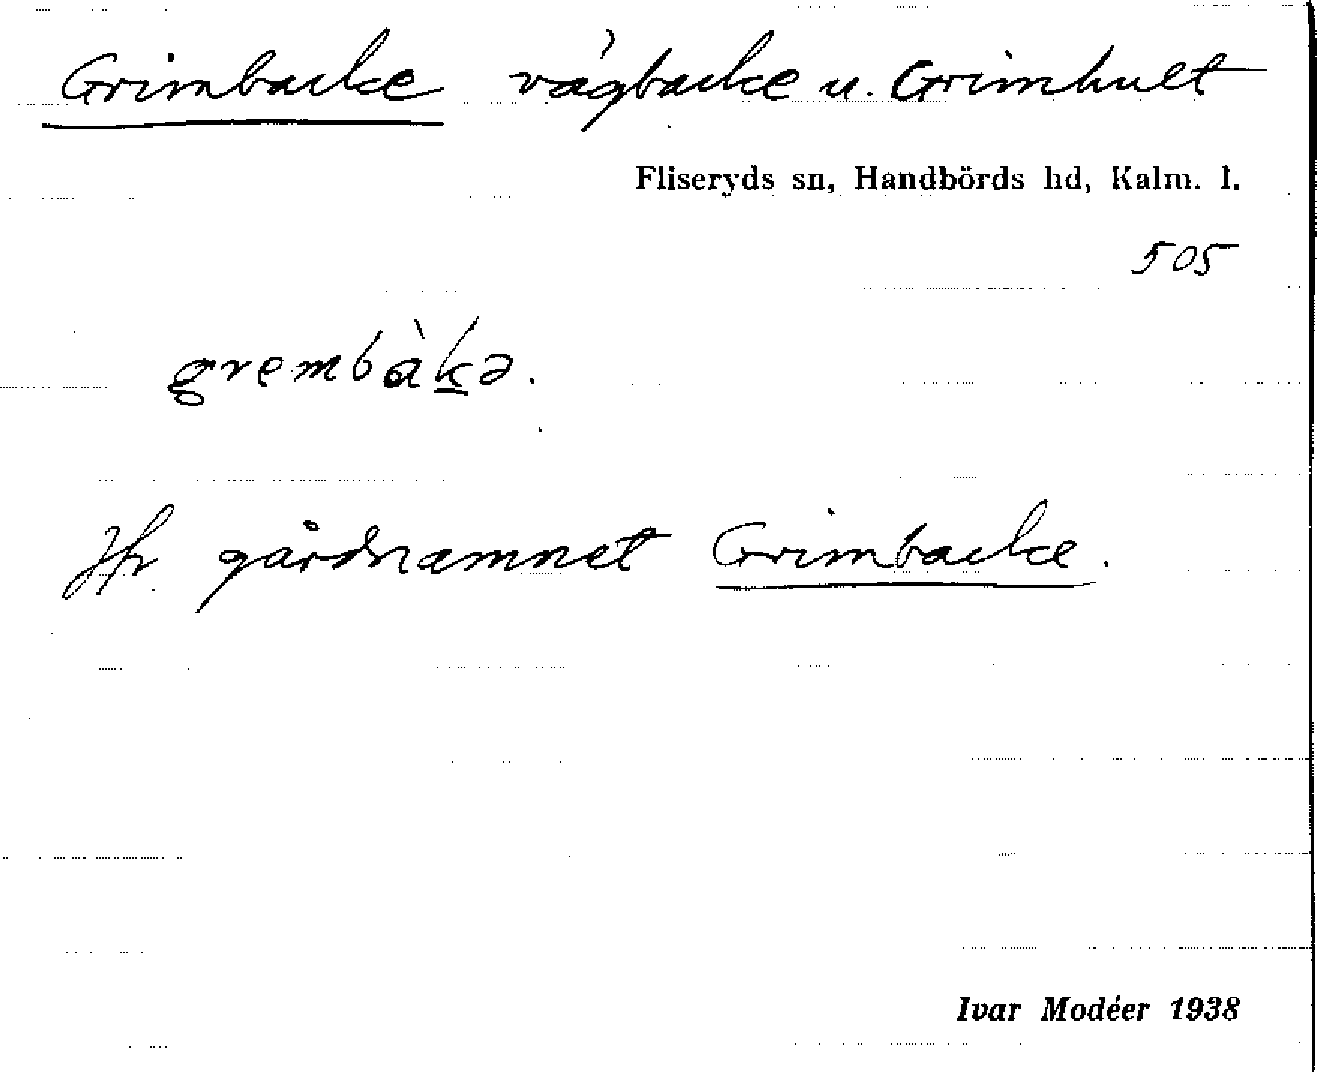 Grimbacke vägbacke u. Grimhult
Fliseryds sn, Handbörds hd, Kalm. l.
505
grembàkə.
Jfr gårdnamnet Grimbacke.
Ivar Modéer 1938